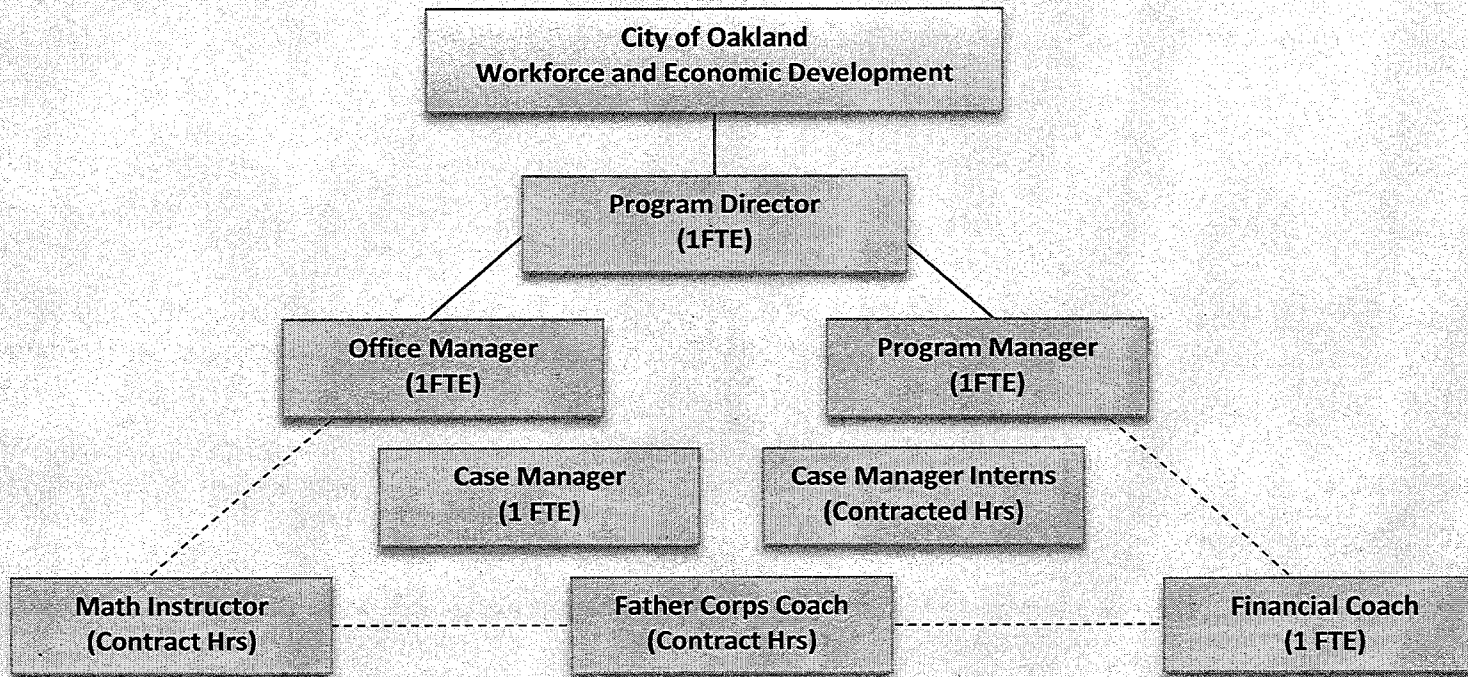 City of Oakland
Workforce and Economic Development
Program Director
(1FTE)
Office Manager
(1FTE)
Program Manager
(1FTE)
Case Manager
(1 FTE)
Case Manager Interns
(Contracted Hrs)
Math Instructor
(Contract Hrs)
Father Corps Coach
(Contract Hrs)
Financial Coach
(1 FTE)